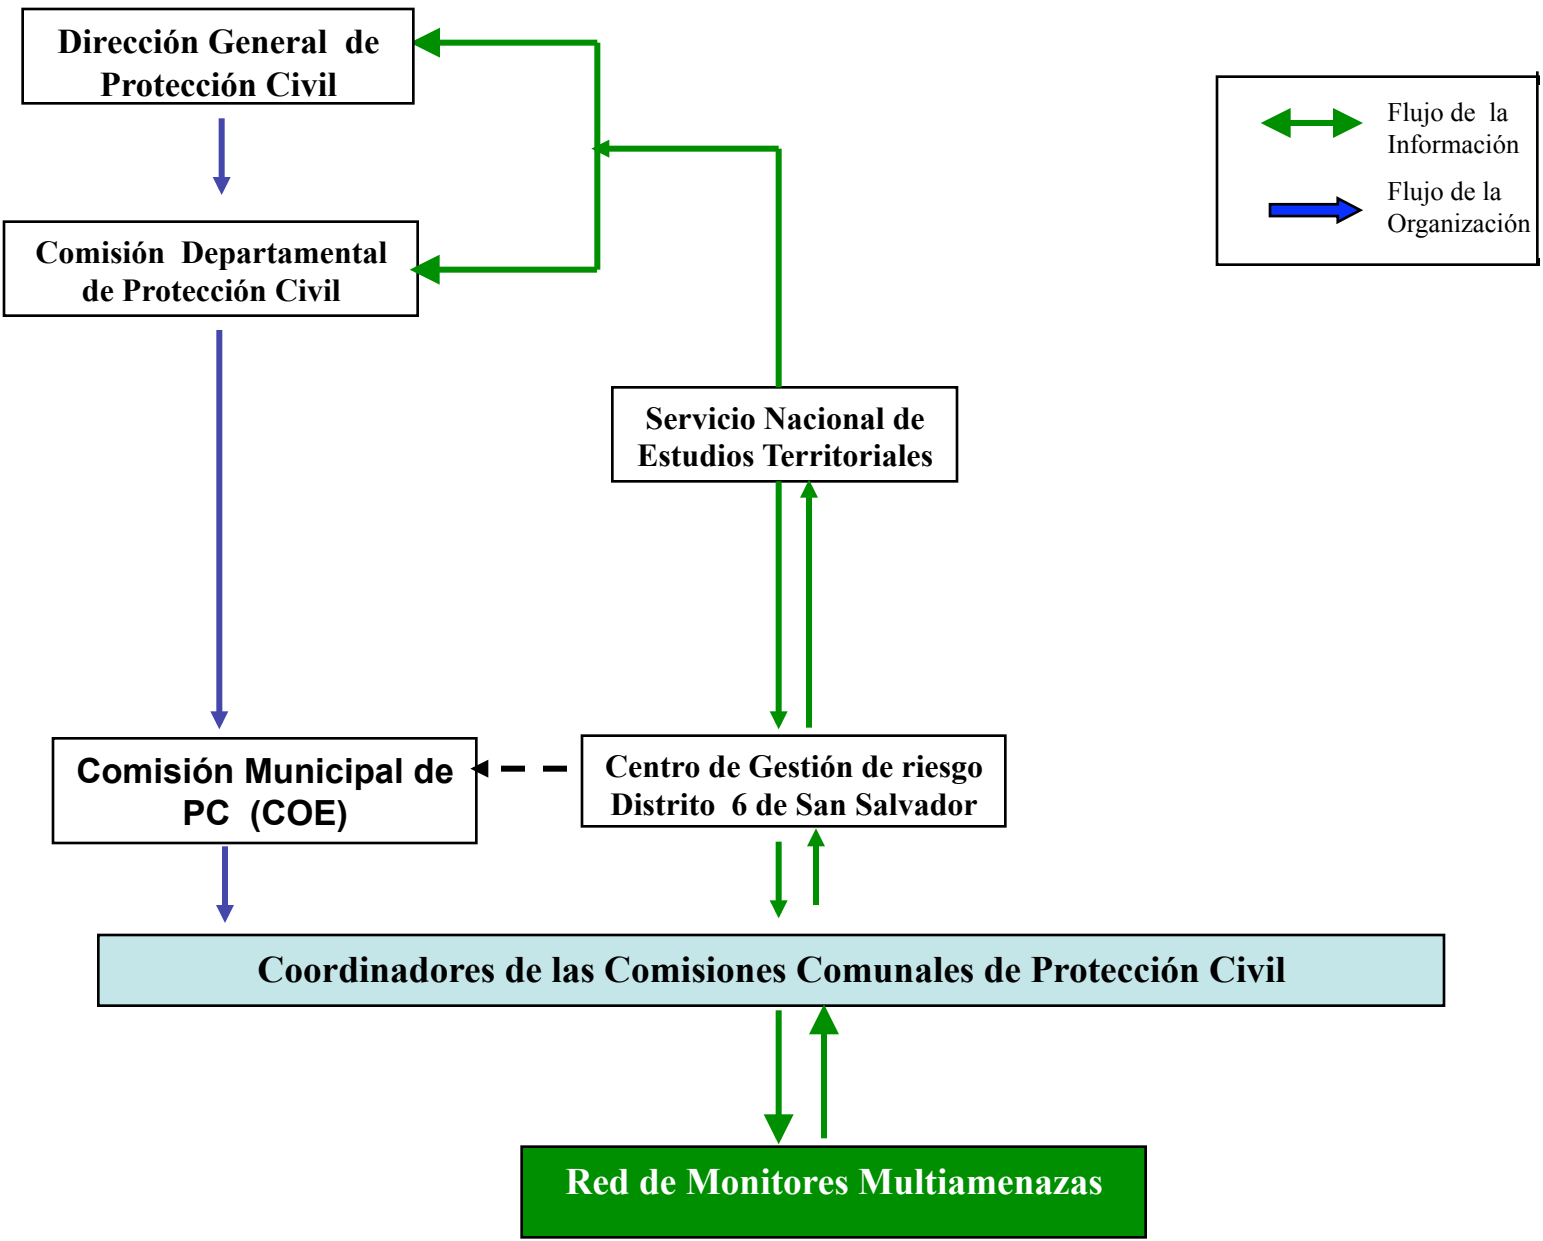 Dirección General de
Protección Civil
Flujo de la
Información
Flujo de la
Organización
Comisión Departamental
de Protección Civil
Servicio Nacional de
Estudios Territoriales
Comisión Municipal de
PC (COE)
Centro de Gestión de riesgo
Distrito 6 de San Salvador
Coordinadores de las Comisiones Comunales de Protección Civil
Red de Monitores Multiamenazas